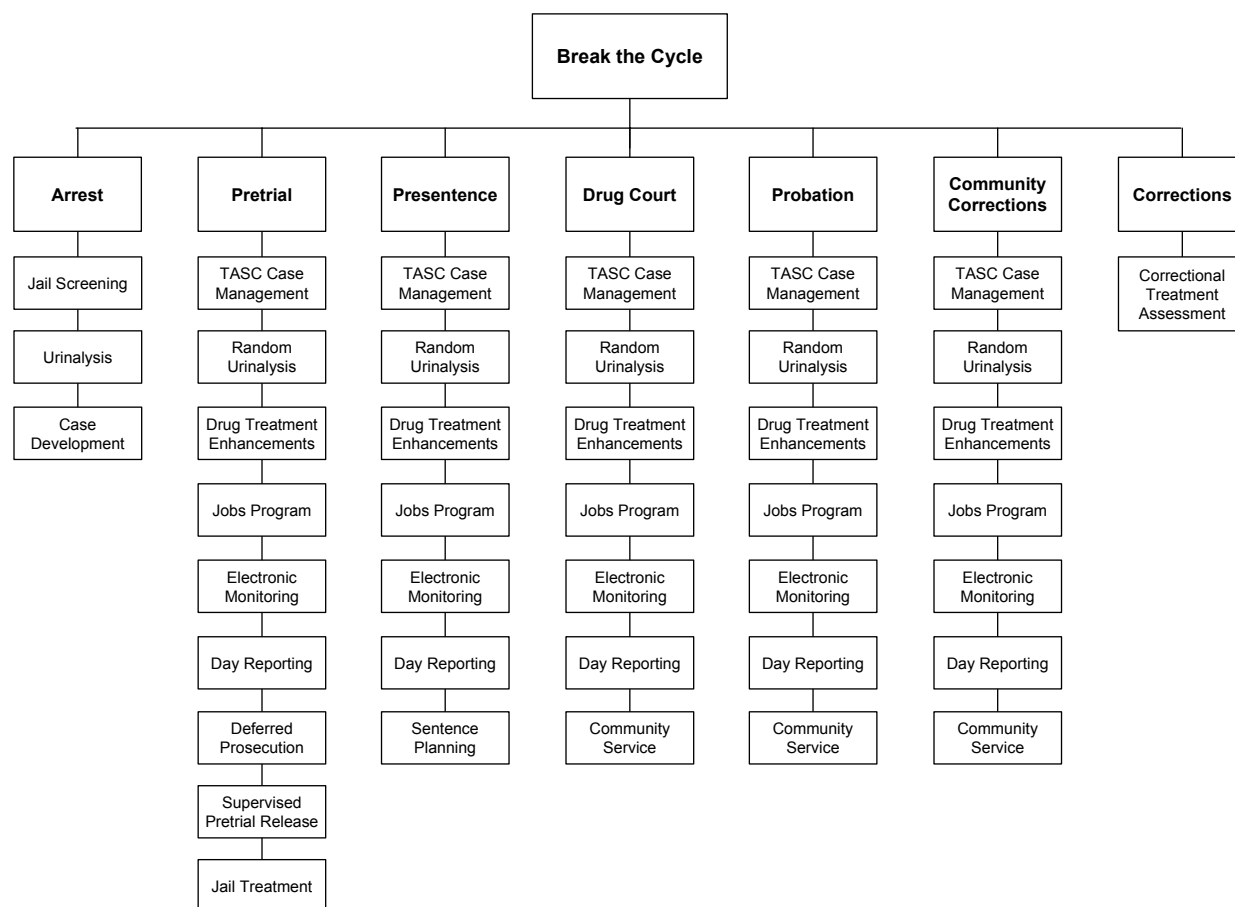 Break the Cycle
Arrest
Jail Screening
Urinalysis
Case
Development
Pretrial
TASC Case
Management
Random
Urinalysis
Drug Treatment
Enhancements
Jobs Program
Electronic
Monitoring
Day Reporting
Deferred
Prosecution
Supervised
Pretrial Release
Jail Treatment
Presentence
TASC Case
Management
Random
Urinalysis
Drug Treatment
Enhancements
Jobs Program
Electronic
Monitoring
Day Reporting
Sentence
Planning
Drug Court
TASC Case
Management
Random
Urinalysis
Drug Treatment
Enhancements
Jobs Program
Electronic
Monitoring
Day Reporting
Community
Service
Probation
TASC Case
Management
Random
Urinalysis
Drug Treatment
Enhancements
Jobs Program
Electronic
Monitoring
Day Reporting
Community
Service
Community
Corrections
TASC Case
Management
Random
Urinalysis
Drug Treatment
Enhancements
Jobs Program
Electronic
Monitoring
Day Reporting
Community
Service
Corrections
Correctional
Treatment
Assessment